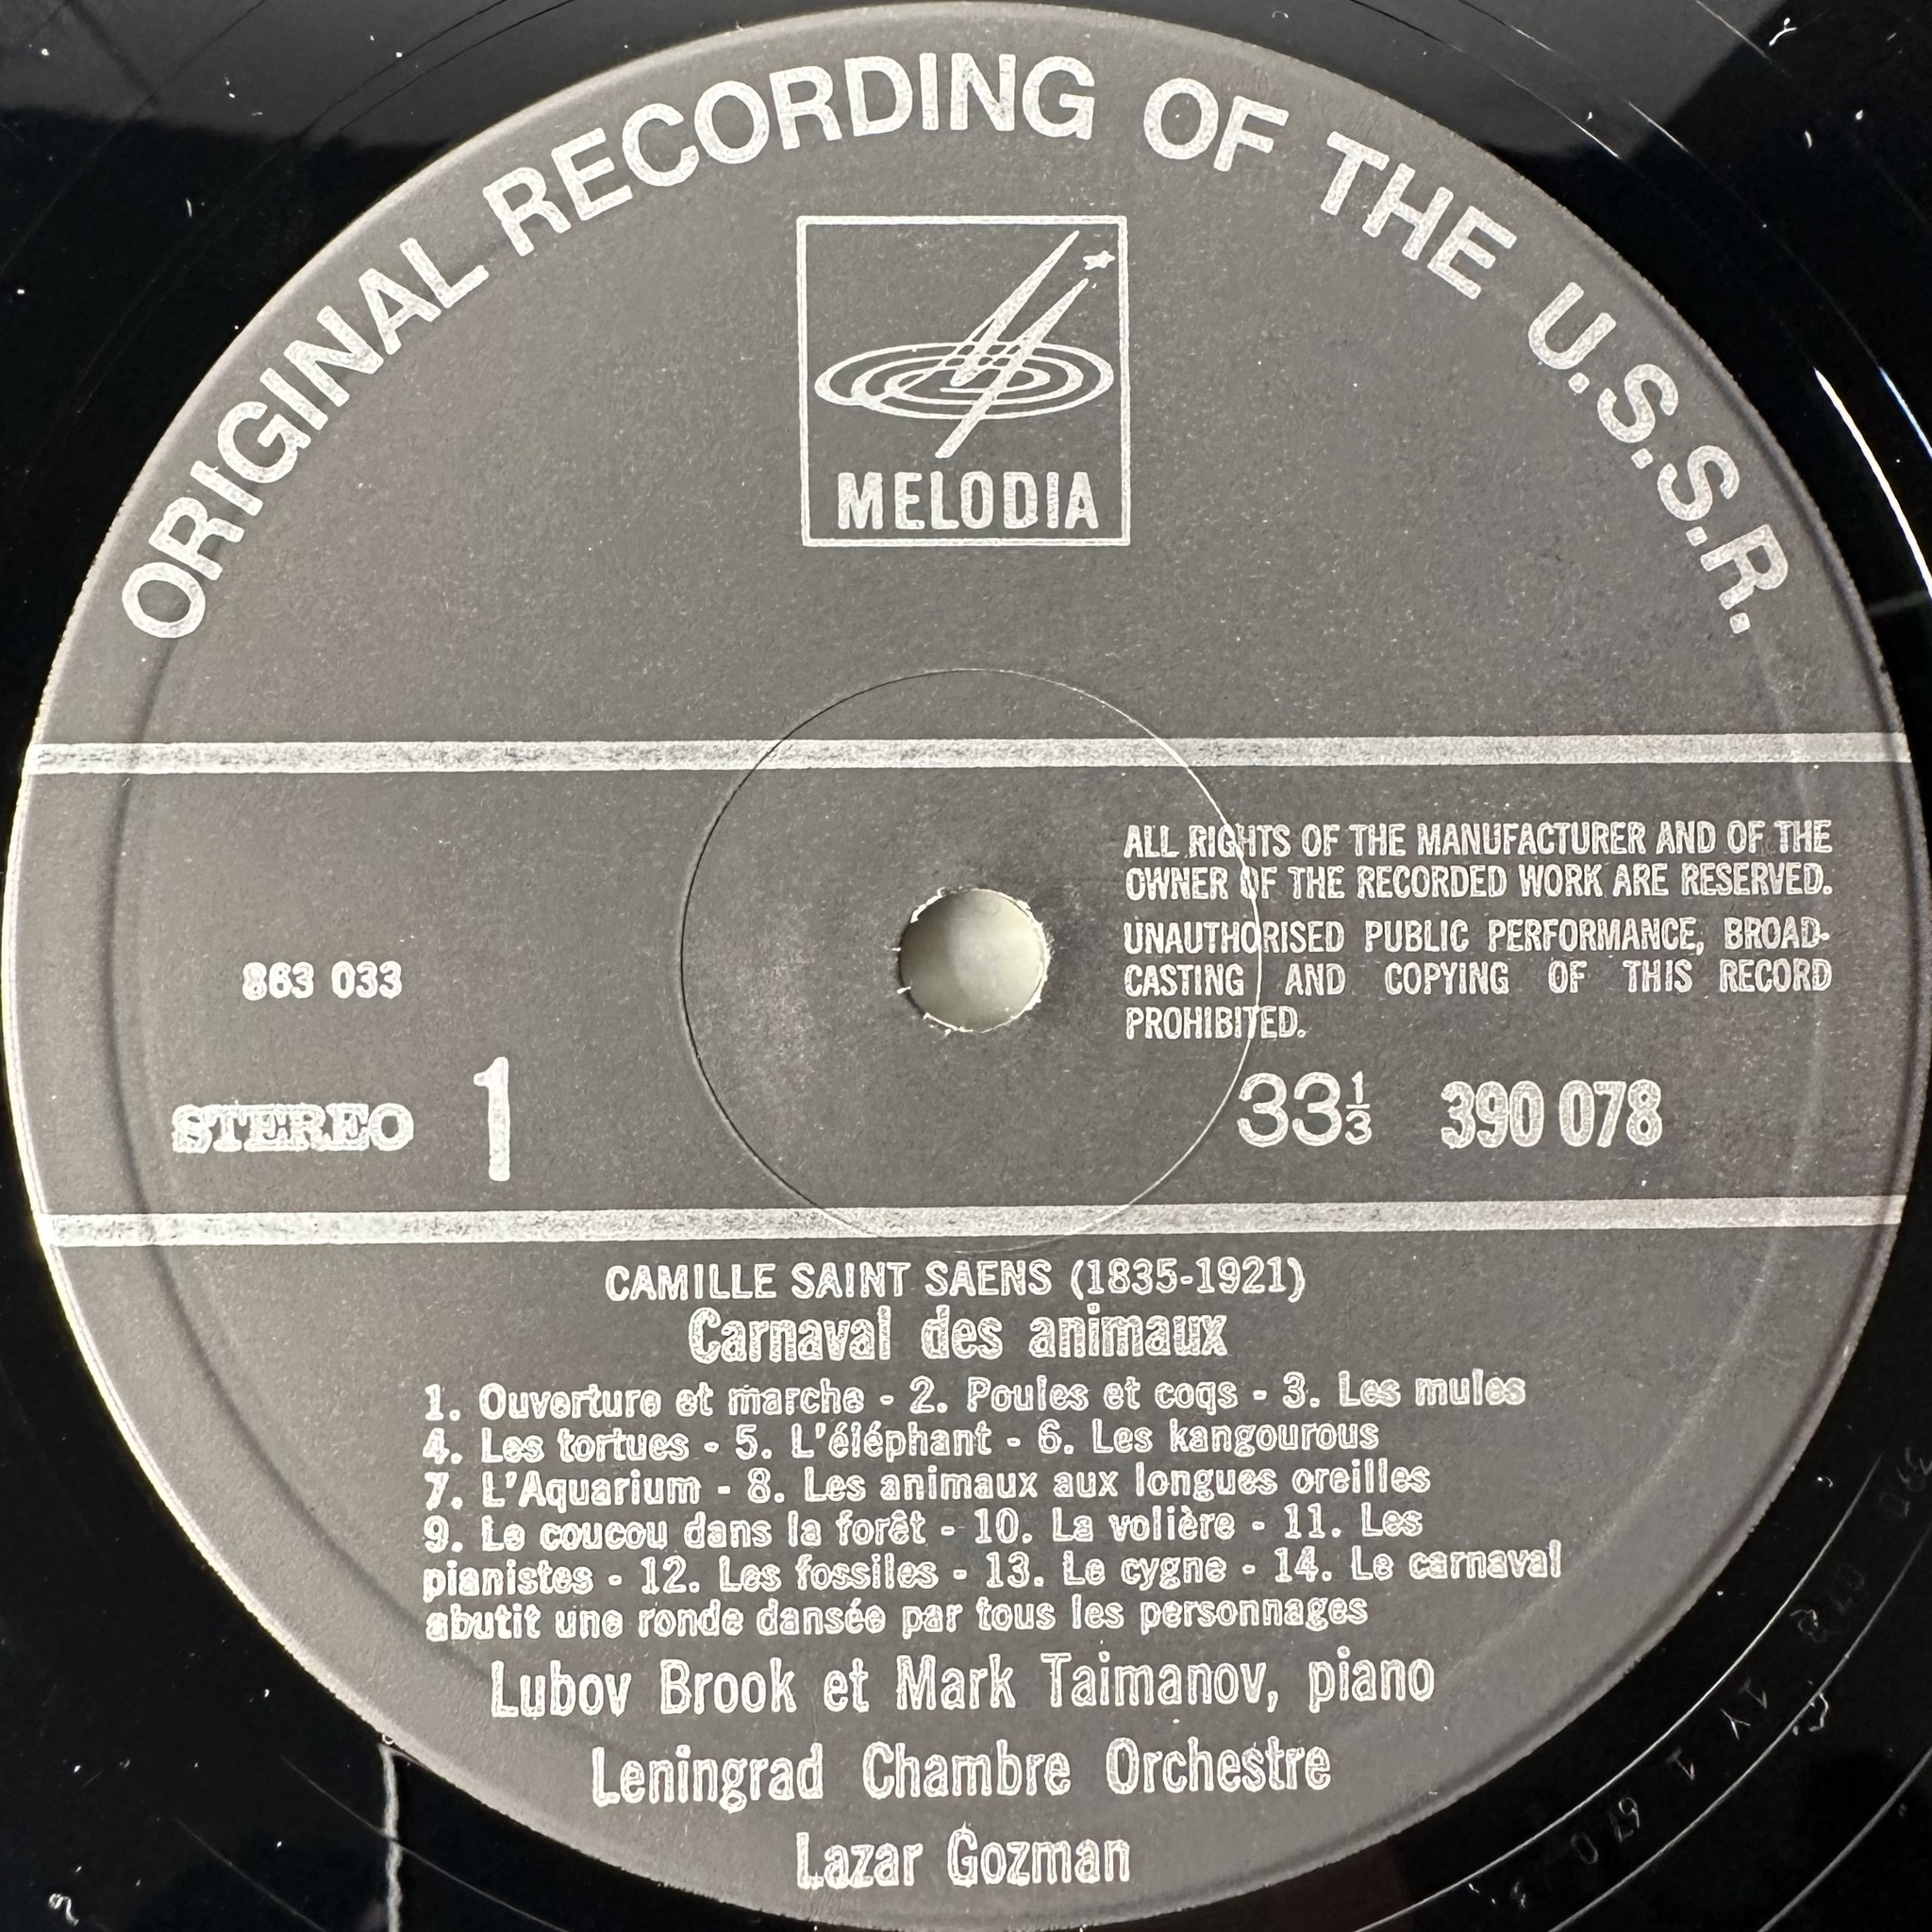 ORIGINAL RECORDING OF THE U.S.S.R.
MELODIA
ALL RIGHTS OF THE MANUFACTURER AND OF THE
OWNER OF THE RECORDED WORK ARE RESERVED.
UNAUTHORISED PUBLIC PERFORMANCE, BROAD-
CASTING AND COPYING OF THIS RECORD
PROHIBITED.
863 033
STEREO 1
33⅓ 390 078
CAMILLE SAINT SAENS (1835-1921)
Carnaval des animaux
1. Ouverture et marche - 2. Poules et coqs - 3. Les mules
4. Les tortues - 5. L'éléphant - 6. Les kangourous
7. L'Aquarium - 8. Les animaux aux longues oreilles
9. Le coucou dans la forêt - 10. La volière - 11. Les
pianistes - 12. Les fossiles - 13. Le cygne - 14. Le carnaval
abutit une ronde dansée par tous les personnages
Lubov Brook et Mark Taimanov, piano
Leningrad Chambre Orchestre
Lazar Gozman